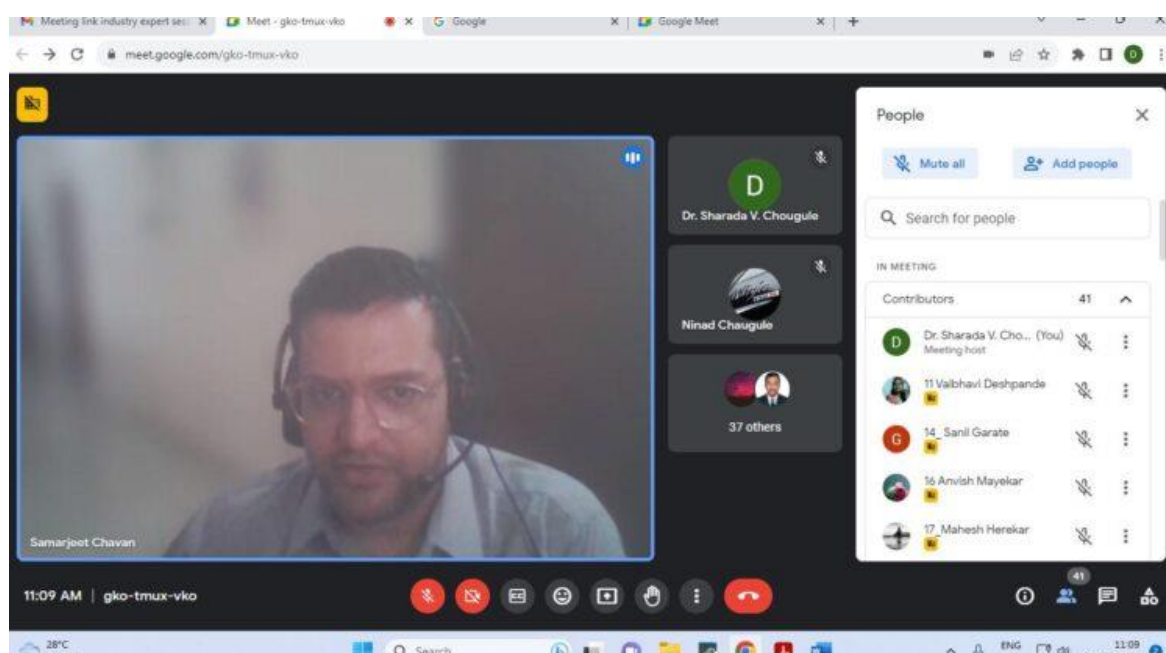 Meeting link industry expert ses
Meet - gko-tmux-vko
Google
Google Meet
meet.google.com/gko-tmux-vko
D
People
Mute all
Add people
Search for people
IN MEETING
Contributors 41
D
Dr. Sharada V. Cho... (You)
Meeting host
11 Vaibhavi Deshpande
G
14_ Sanil Garate
16 Anvish Mayekar
17_Mahesh Herekar
D
Dr. Sharada V. Chougule
Ninad Chaugule
37 others
Samarjeet Chavan
11:09 AM | gko-tmux-vko
41
28°C
Search
ENG
11:09